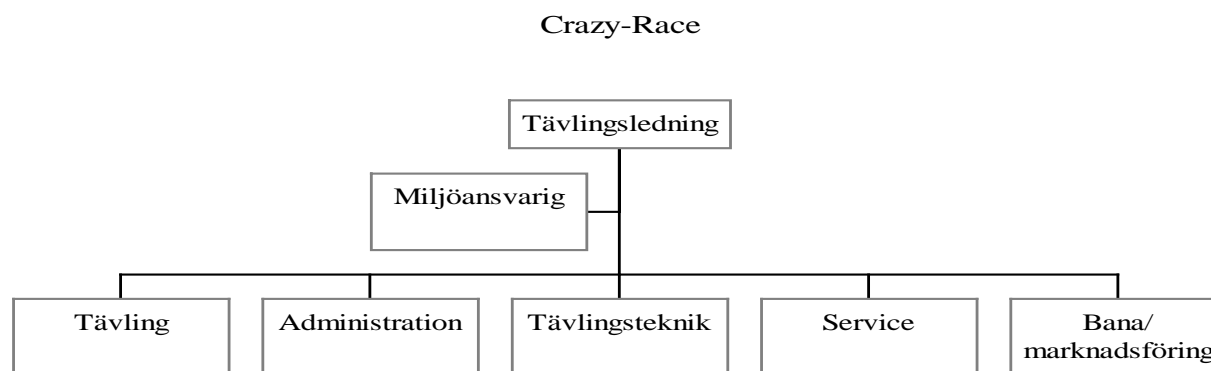 Crazy-Race
Tävlingsledning
Miljöansvarig
Tävling
Administration
Tävlingsteknik
Service
Bana/
marknadsföring